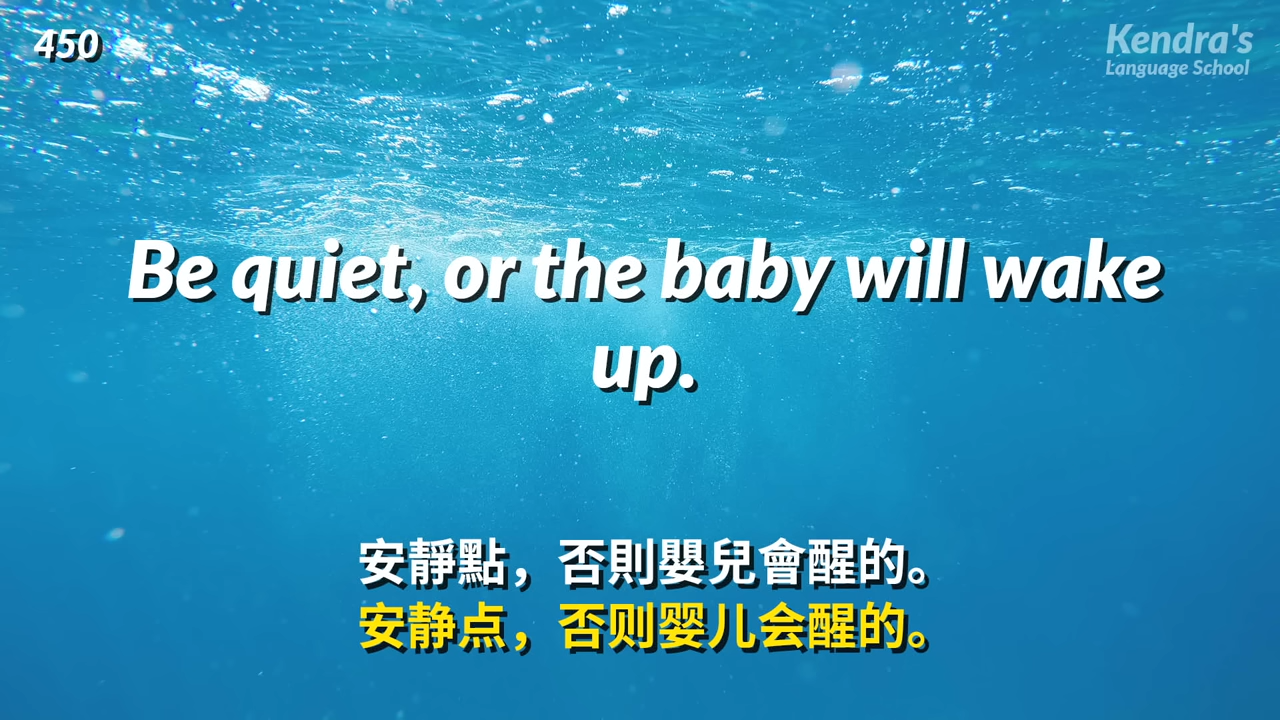 450
Kendra's
Language School
Be quiet, or the baby will wake
up.
安靜點，否則嬰兒會醒的。
安静点，否则婴儿会醒的。